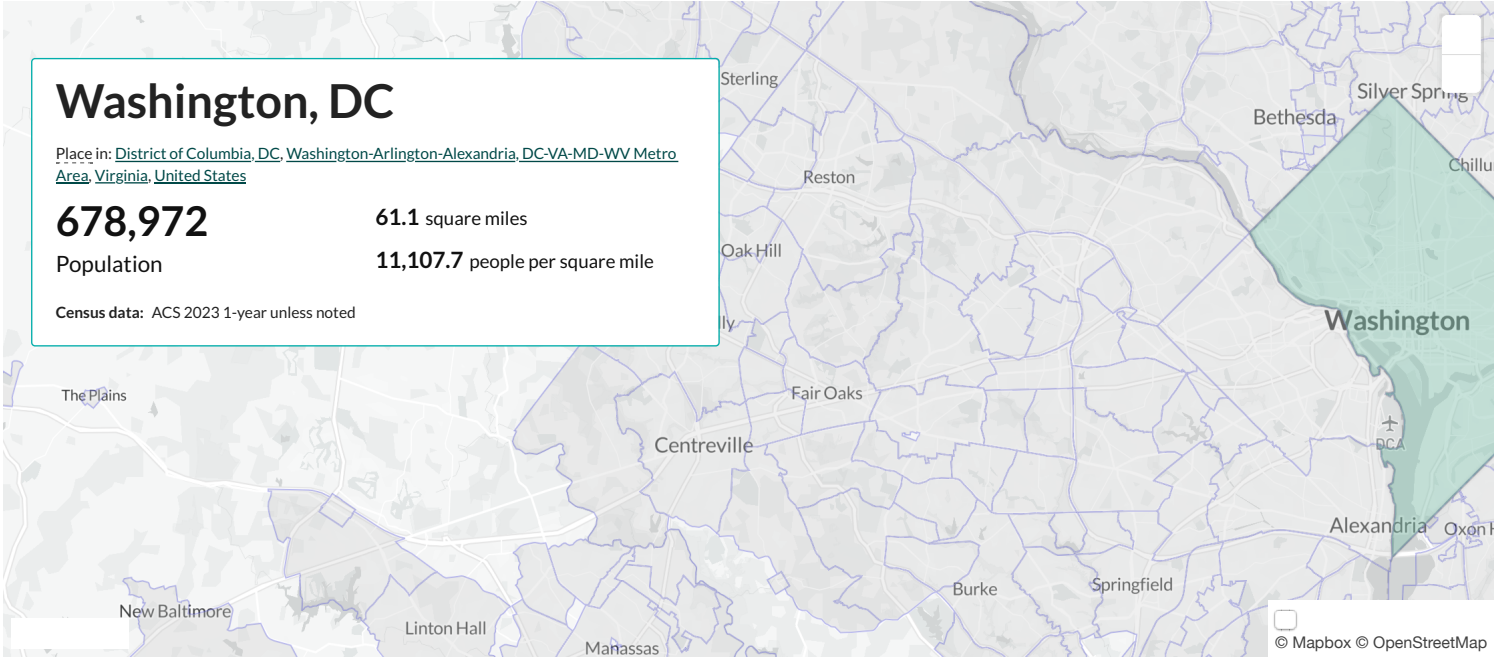 Washington, DC
Place in: District of Columbia, DC, Washington-Arlington-Alexandria, DC-VA-MD-WV Metro
Area, Virginia, United States
678,972
Population
61.1 square miles
11,107.7 people per square mile
Census data: ACS 2023 1-year unless noted
Sterling
Silver Spring
Bethesda
Chillu
Reston
Oak Hill
lly
Washington
The Plains
Fair Oaks
Centreville
DCA
Alexandria
Oxon H
Burke
Springfield
New Baltimore
Linton Hall
Manassas
© Mapbox © OpenStreetMap